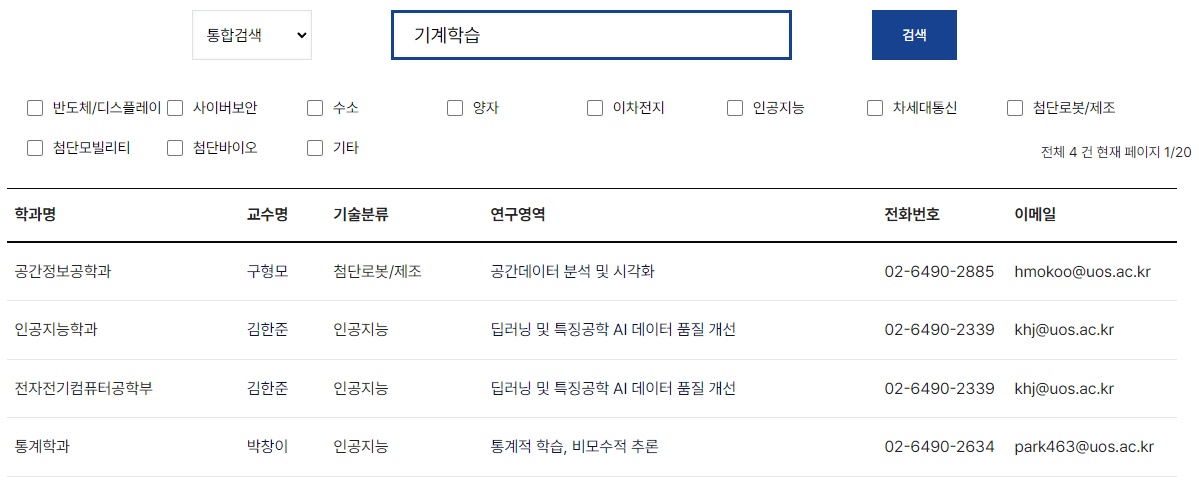 통합검색 기계학습 검색
반도체/디스플레이 사이버보안 수소 양자 이차전지 인공지능 차세대통신 첨단로봇/제조
첨단모빌리티 첨단바이오 기타
전체 4 건 현재 페이지 1/20
학과명 교수명 기술분류 연구영역 전화번호 이메일
공간정보공학과 구형모 첨단로봇/제조 공간데이터 분석 및 시각화 02-6490-2885 hmokoo@uos.ac.kr
인공지능학과 김한준 인공지능 딥러닝 및 특징공학 AI 데이터 품질 개선 02-6490-2339 khj@uos.ac.kr
전자전기컴퓨터공학부 김한준 인공지능 딥러닝 및 특징공학 AI 데이터 품질 개선 02-6490-2339 khj@uos.ac.kr
통계학과 박창이 인공지능 통계적 학습, 비모수적 추론 02-6490-2634 park463@uos.ac.kr